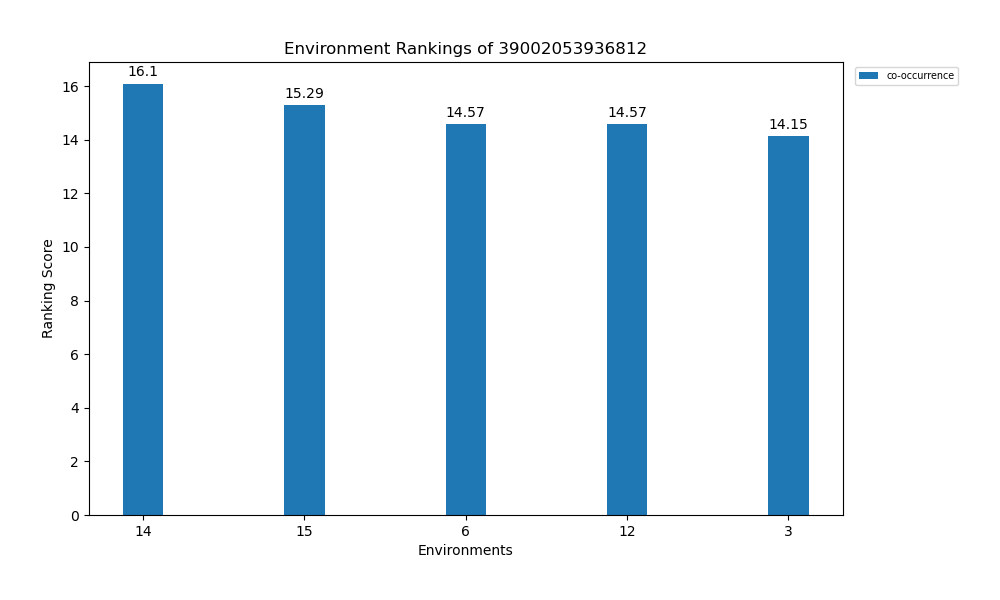 Environment Rankings of 39002053936812
co-occurrence
16.1
15.29
14.57
14.57
14.15
Ranking Score
16
14
12
10
8
6
4
2
0
14 15 6 12 3
Environments